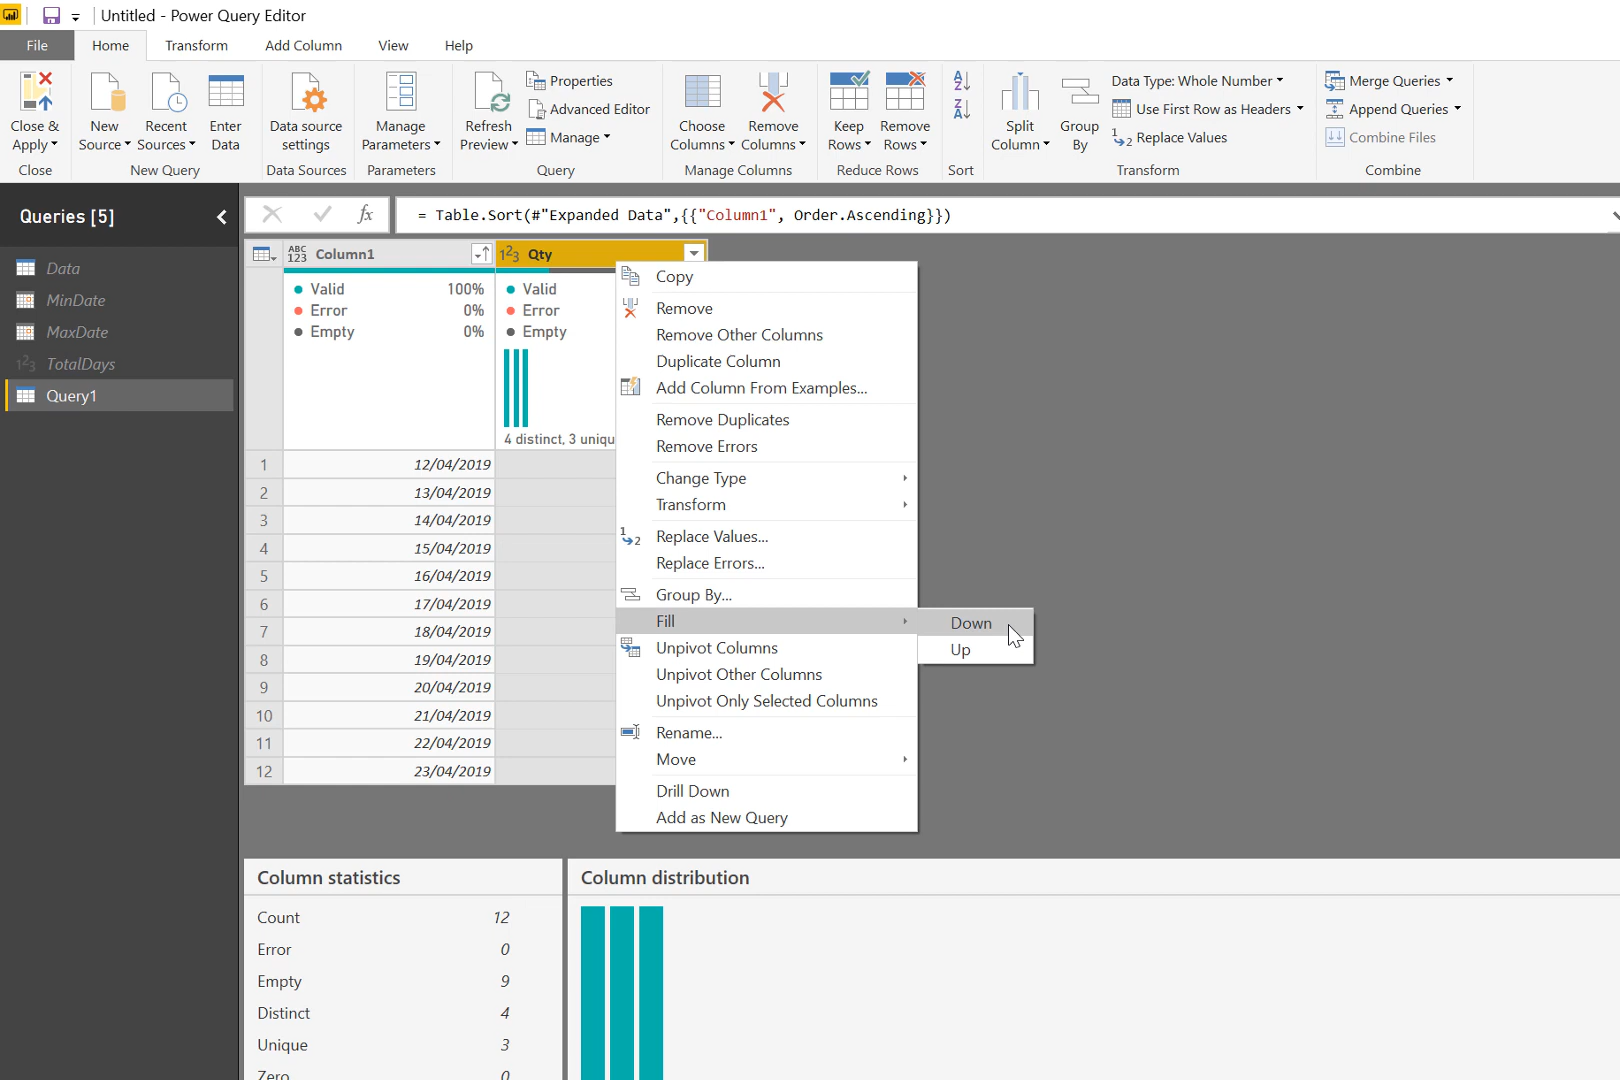 Untitled - Power Query Editor
File Home Transform Add Column View Help
Close & Apply
New Source
Recent Sources
Enter Data
Data source settings
Manage Parameters
Refresh Preview
Properties
Advanced Editor
Manage
Choose Columns
Remove Columns
Keep Rows
Remove Rows
A Z
Z A
Split Column
Group By
Data Type: Whole Number
Use First Row as Headers
1 2 Replace Values
Merge Queries
Append Queries
Combine Files
Close New Query Data Sources Parameters Query Manage Columns Reduce Rows Sort Transform Combine
Queries [5]
Data
MinDate
MaxDate
123 TotalDays
Query1
fx = Table.Sort(#"Expanded Data",{{"Column1", Order.Ascending}})
ABC 123 Column1 123 Qty
Valid 100% Valid
Error 0% Error
Empty 0% Empty
4 distinct, 3 uniqu
1 12/04/2019
2 13/04/2019
3 14/04/2019
4 15/04/2019
5 16/04/2019
6 17/04/2019
7 18/04/2019
8 19/04/2019
9 20/04/2019
10 21/04/2019
11 22/04/2019
12 23/04/2019
Copy
Remove
Remove Other Columns
Duplicate Column
Add Column From Examples...
Remove Duplicates
Remove Errors
Change Type
Transform
1 2 Replace Values...
Replace Errors...
Group By...
Fill
Unpivot Columns
Unpivot Other Columns
Unpivot Only Selected Columns
Rename...
Move
Drill Down
Add as New Query
Down
Up
Column statistics
Count 12
Error 0
Empty 9
Distinct 4
Unique 3
Zero 0
Column distribution